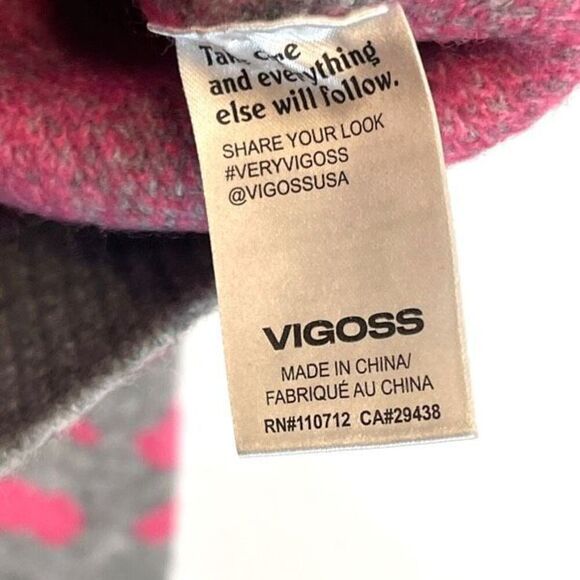 Take
and everything
else will follow.
SHARE YOUR LOOK
#VERYVIGOSS
@VIGOSSUSA
VIGOSS
MADE IN CHINA/
FABRIQUÉ AU CHINA
RN#110712 CA#29438